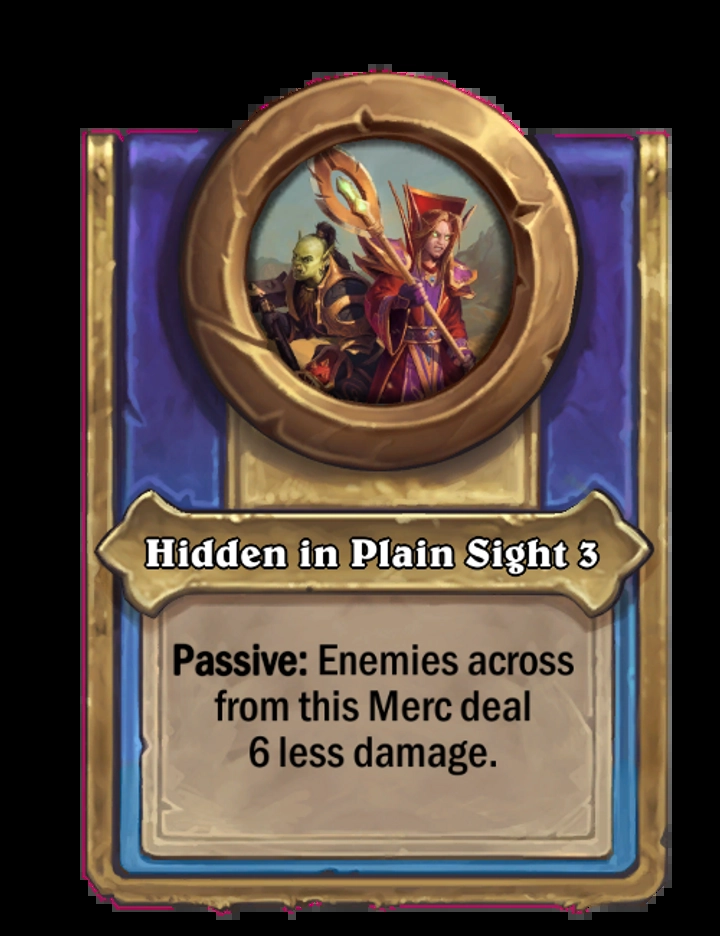 Hidden in Plain Sight 3
Passive: Enemies across
from this Merc deal
6 less damage.